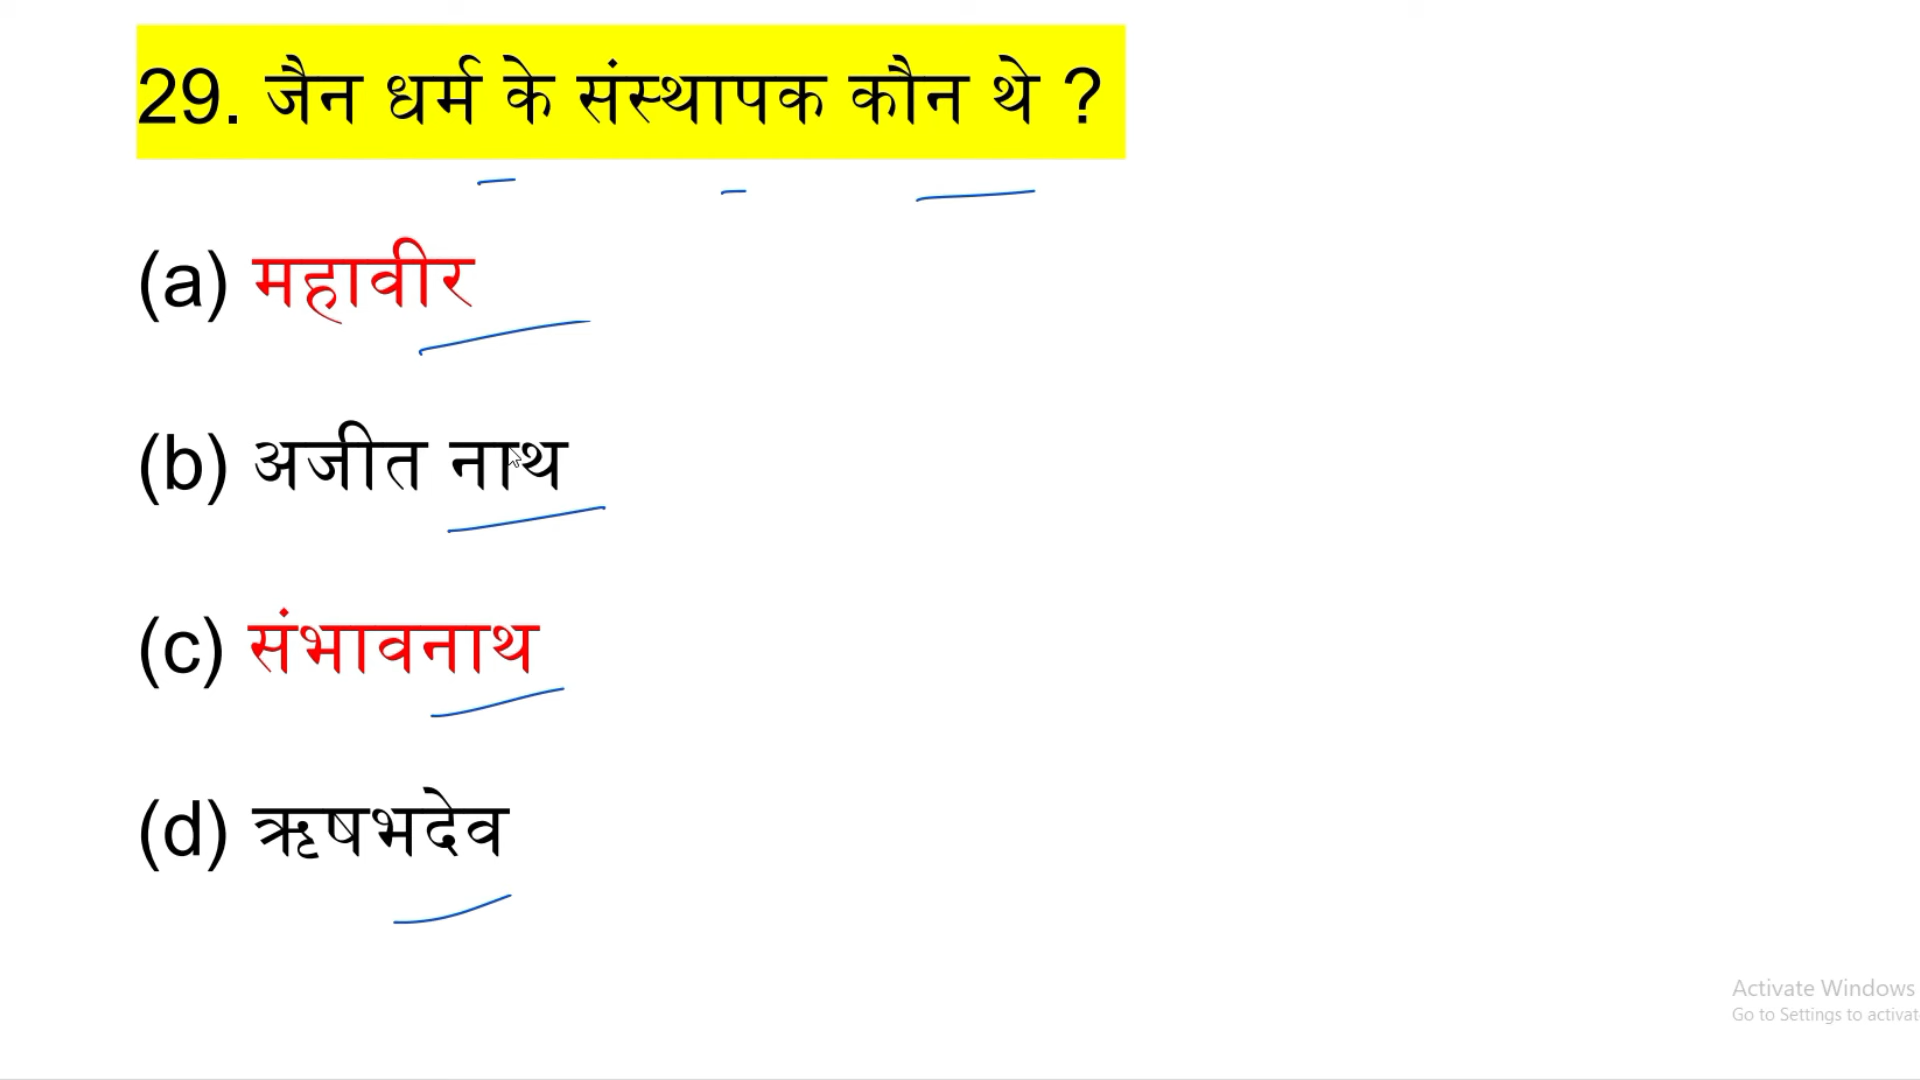 29. जैन धर्म के संस्थापक कौन थे ?
(a) महावीर
(b) अजीत नाथ
(c) संभावनाथ
(d) ऋषभदेव
Activate Windows
Go to Settings to activat